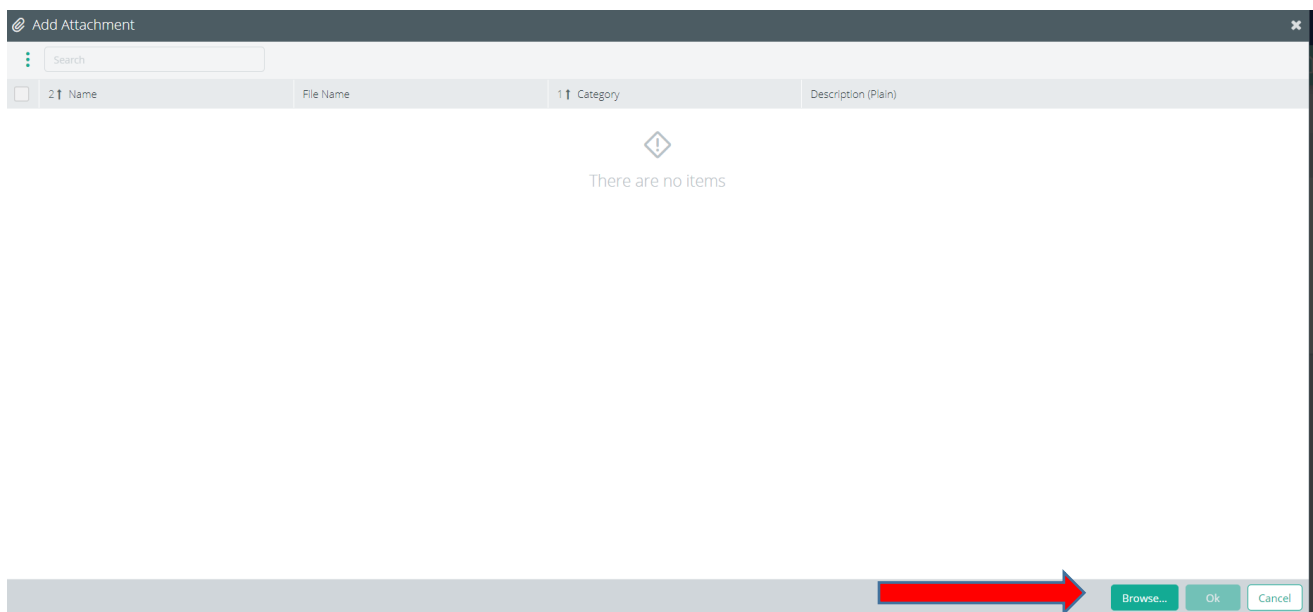 Add Attachment
Search
2 Name File Name 1 Category Description (Plain)
There are no items
Browse... Ok Cancel